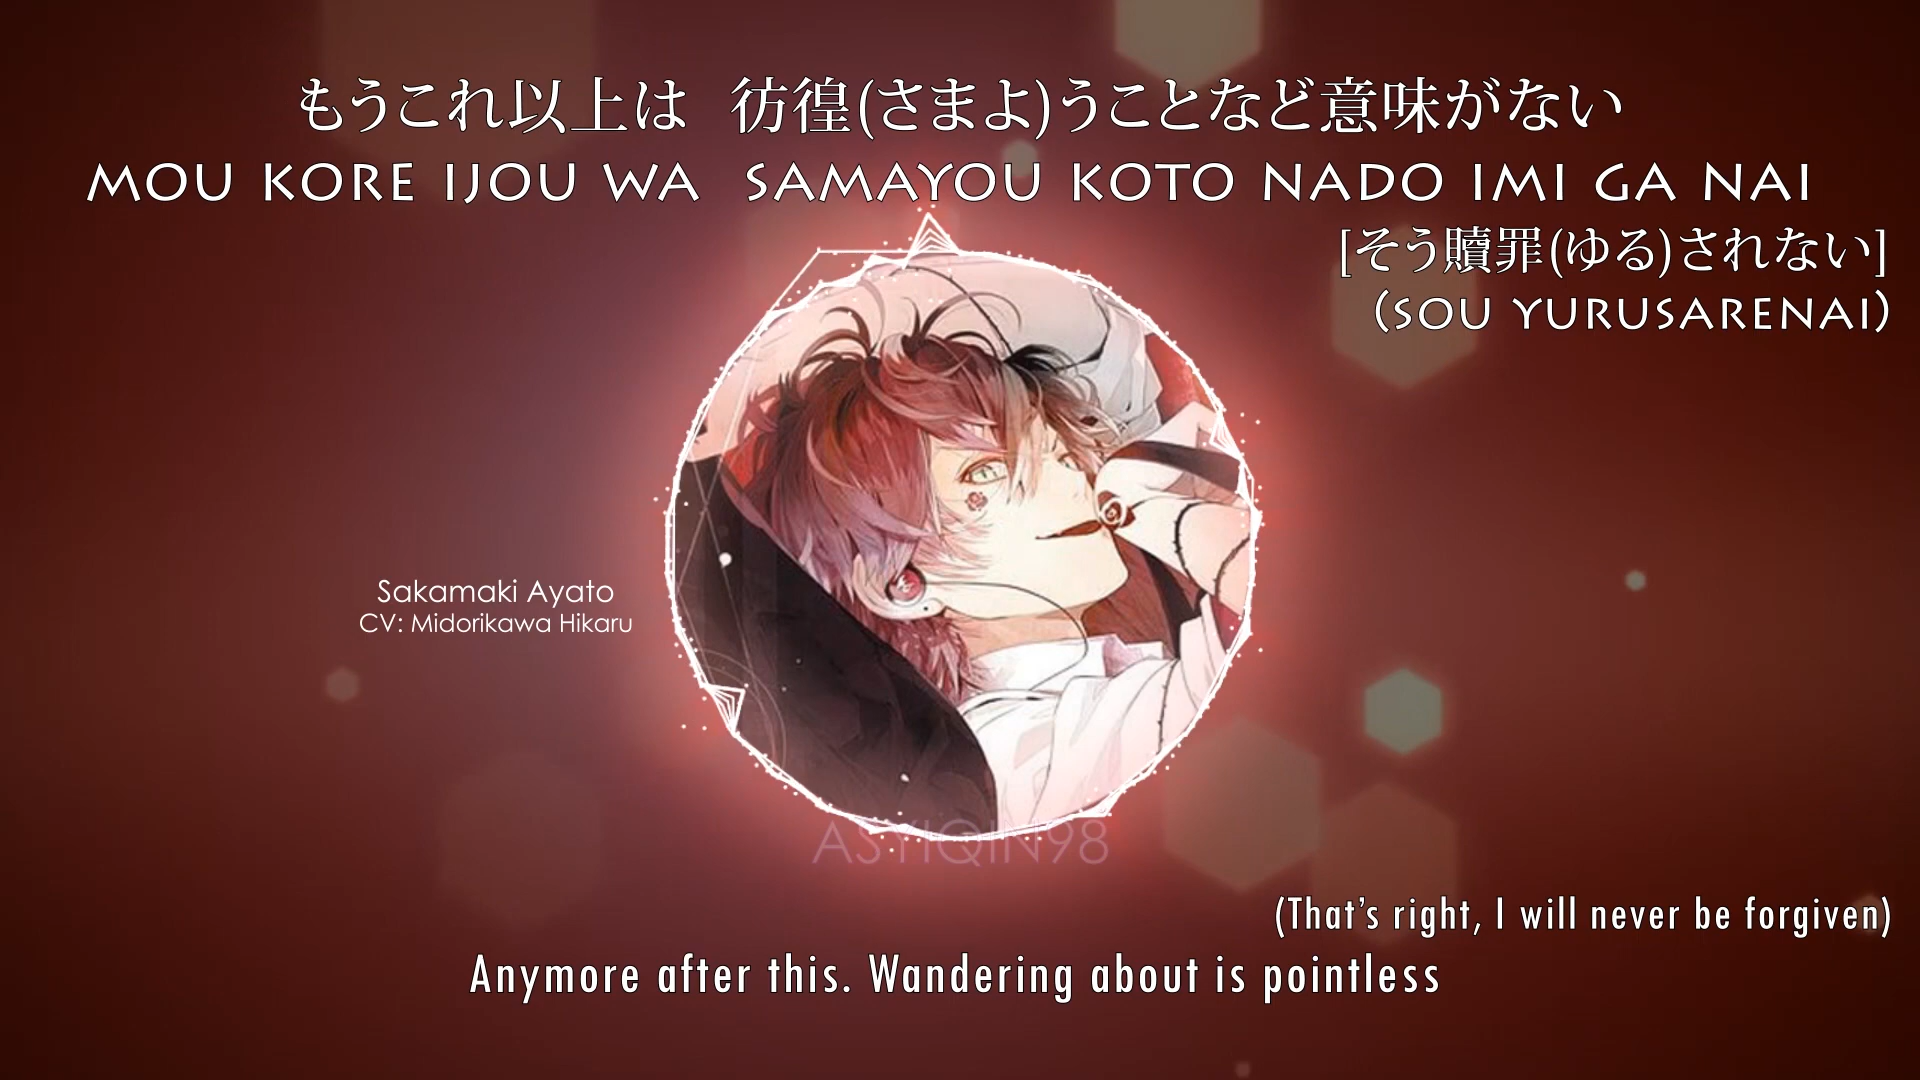 もうこれ以上は 彷徨(さまよ)うことなど意味がない
MOU KORE IJOU WA SAMAYOU KOTO NADO IMI GA NAI
[そう贖罪(ゆる)されない]
(SOU YURUSARENAI)
Sakamaki Ayato
CV: Midorikawa Hikaru
ASYIQIN98
(That's right, I will never be forgiven)
Anymore after this. Wandering about is pointless